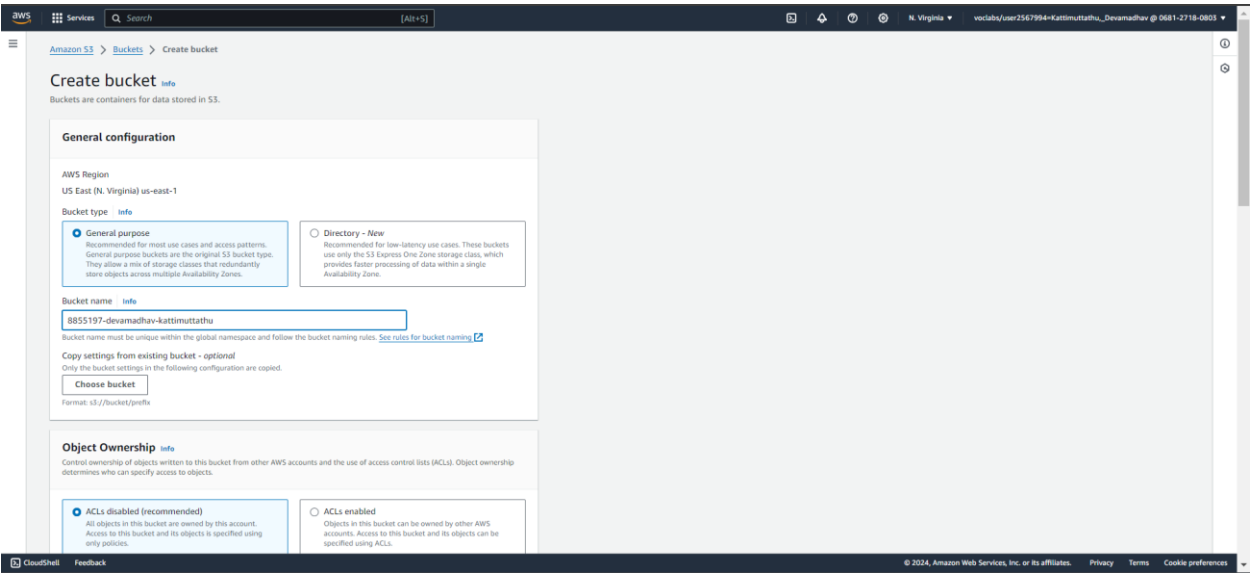 aws
Services
Search
[Alt+S]
N. Virginia ▼
voclabs/user2567994=Kattimuttathu,_Devamadhav @ 0681-2718-0803 ▼
Amazon S3 > Buckets > Create bucket
Create bucket Info
Buckets are containers for data stored in S3.
General configuration
AWS Region
US East (N. Virginia) us-east-1
Bucket type Info
General purpose
Recommended for most use cases and access patterns.
General purpose buckets are the original S3 bucket type.
They allow a mix of storage classes that redundantly
store objects across multiple Availability Zones.
Directory - New
Recommended for low-latency use cases. These buckets
use only the S3 Express One Zone storage class, which
provides faster processing of data within a single
Availability Zone.
Bucket name Info
8855197-devamadhav-kattimuttathu
Bucket name must be unique within the global namespace and follow the bucket naming rules. See rules for bucket naming
Copy settings from existing bucket - optional
Only the bucket settings in the following configuration are copied.
Choose bucket
Format: s3://bucket/prefix
Object Ownership Info
Control ownership of objects written to this bucket from other AWS accounts and the use of access control lists (ACLs). Object ownership
determines who can specify access to objects.
ACLs disabled (recommended)
All objects in this bucket are owned by this account.
Access to this bucket and its objects is specified using
only policies.
ACLs enabled
Objects in this bucket can be owned by other AWS
accounts. Access to this bucket and its objects can be
specified using ACLs.
CloudShell Feedback
© 2024, Amazon Web Services, Inc. or its affiliates. Privacy Terms Cookie preferences